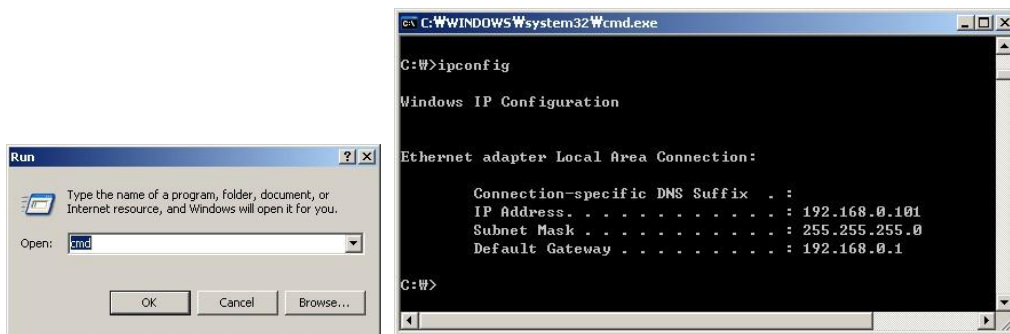 Run
Type the name of a program, folder, document, or
Internet resource, and Windows will open it for you.
Open: cmd
OK Cancel Browse...
C:₩WINDOWS₩system32₩cmd.exe
C:₩>ipconfig
Windows IP Configuration
Ethernet adapter Local Area Connection:
Connection-specific DNS Suffix . :
IP Address. . . . . . . . . . . . : 192.168.0.101
Subnet Mask . . . . . . . . . . . : 255.255.255.0
Default Gateway . . . . . . . . . : 192.168.0.1
C:₩>